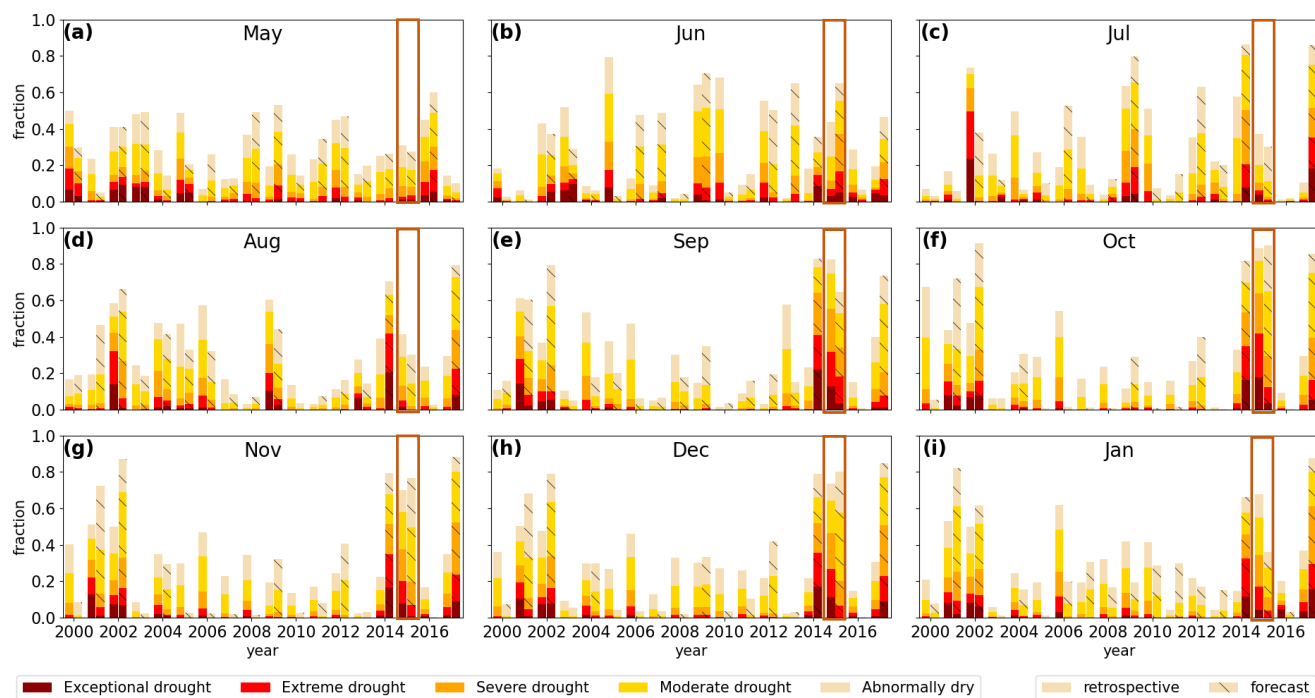 (a) May
(b) Jun
(c) Jul
1.0
0.8
0.6
0.4
0.2
0.0
fraction
(d) Aug
(e) Sep
(f) Oct
1.0
0.8
0.6
0.4
0.2
0.0
fraction
(g) Nov
(h) Dec
(i) Jan
1.0
0.8
0.6
0.4
0.2
0.0
fraction
2000 2002 2004 2006 2008 2010 2012 2014 2016
2000 2002 2004 2006 2008 2010 2012 2014 2016
2000 2002 2004 2006 2008 2010 2012 2014 2016
year
year
year
Exceptional drought Extreme drought Severe drought Moderate drought Abnormally dry
retrospective forecast